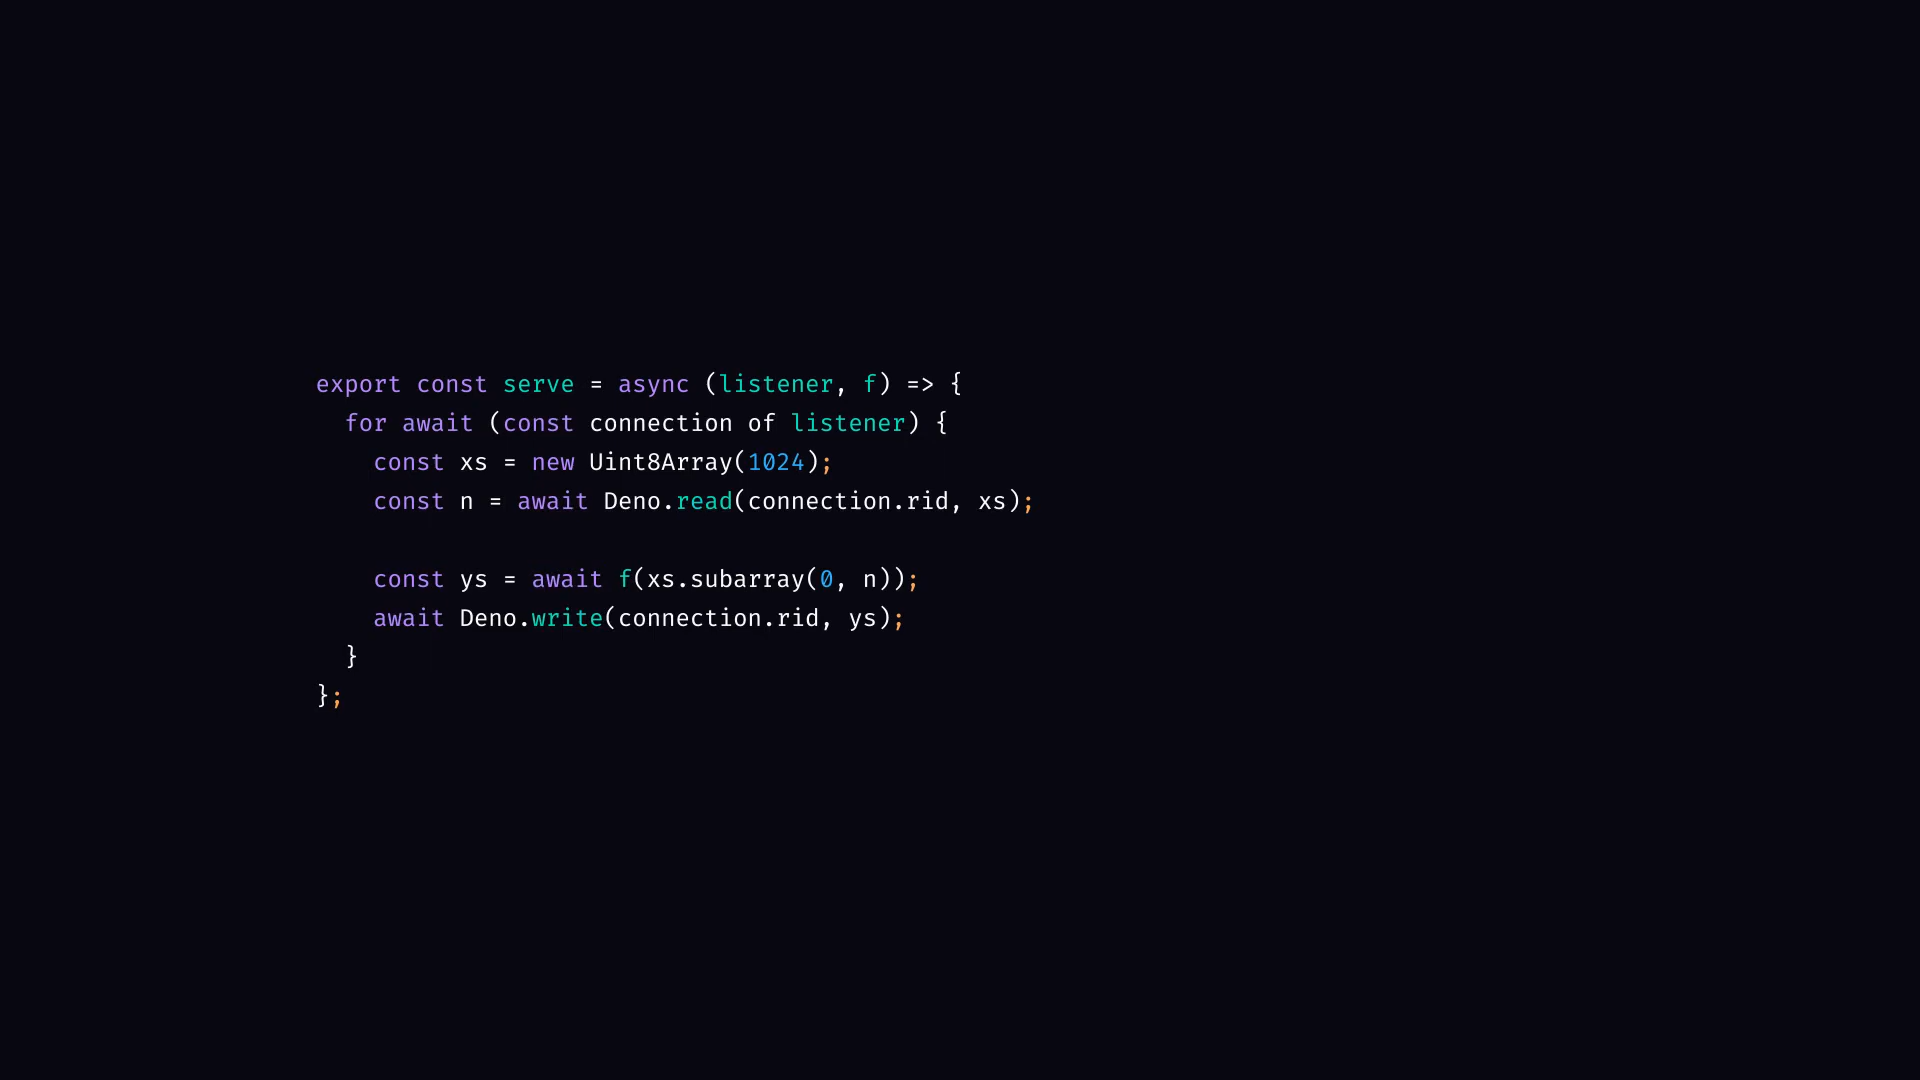 export const serve = async (listener, f) => {
  for await (const connection of listener) {
    const xs = new Uint8Array(1024);
    const n = await Deno.read(connection.rid, xs);

    const ys = await f(xs.subarray(0, n));
    await Deno.write(connection.rid, ys);
  }
};